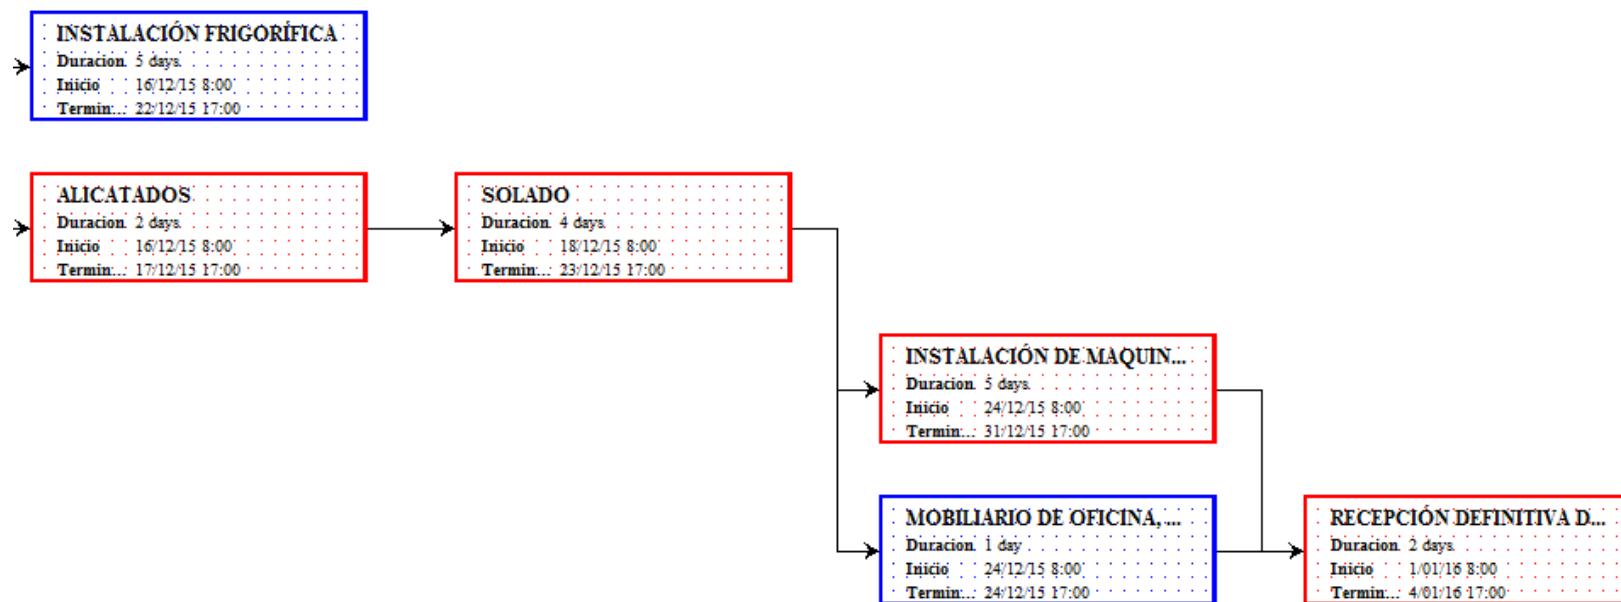 INSTALACIÓN FRIGORÍFICA
Duracion 5 days
Inicio 16/12/15 8:00
Termin... 22/12/15 17:00
ALICATADOS
Duracion 2 days
Inicio 16/12/15 8:00
Termin... 17/12/15 17:00
SOLADO
Duracion 4 days
Inicio 18/12/15 8:00
Termin... 23/12/15 17:00
INSTALACIÓN DE MAQUIN...
Duracion 5 days
Inicio 24/12/15 8:00
Termin... 31/12/15 17:00
MOBILIARIO DE OFICINA, ...
Duracion 1 day
Inicio 24/12/15 8:00
Termin... 24/12/15 17:00
RECEPCIÓN DEFINITIVA D...
Duracion 2 days
Inicio 1/01/16 8:00
Termin... 4/01/16 17:00